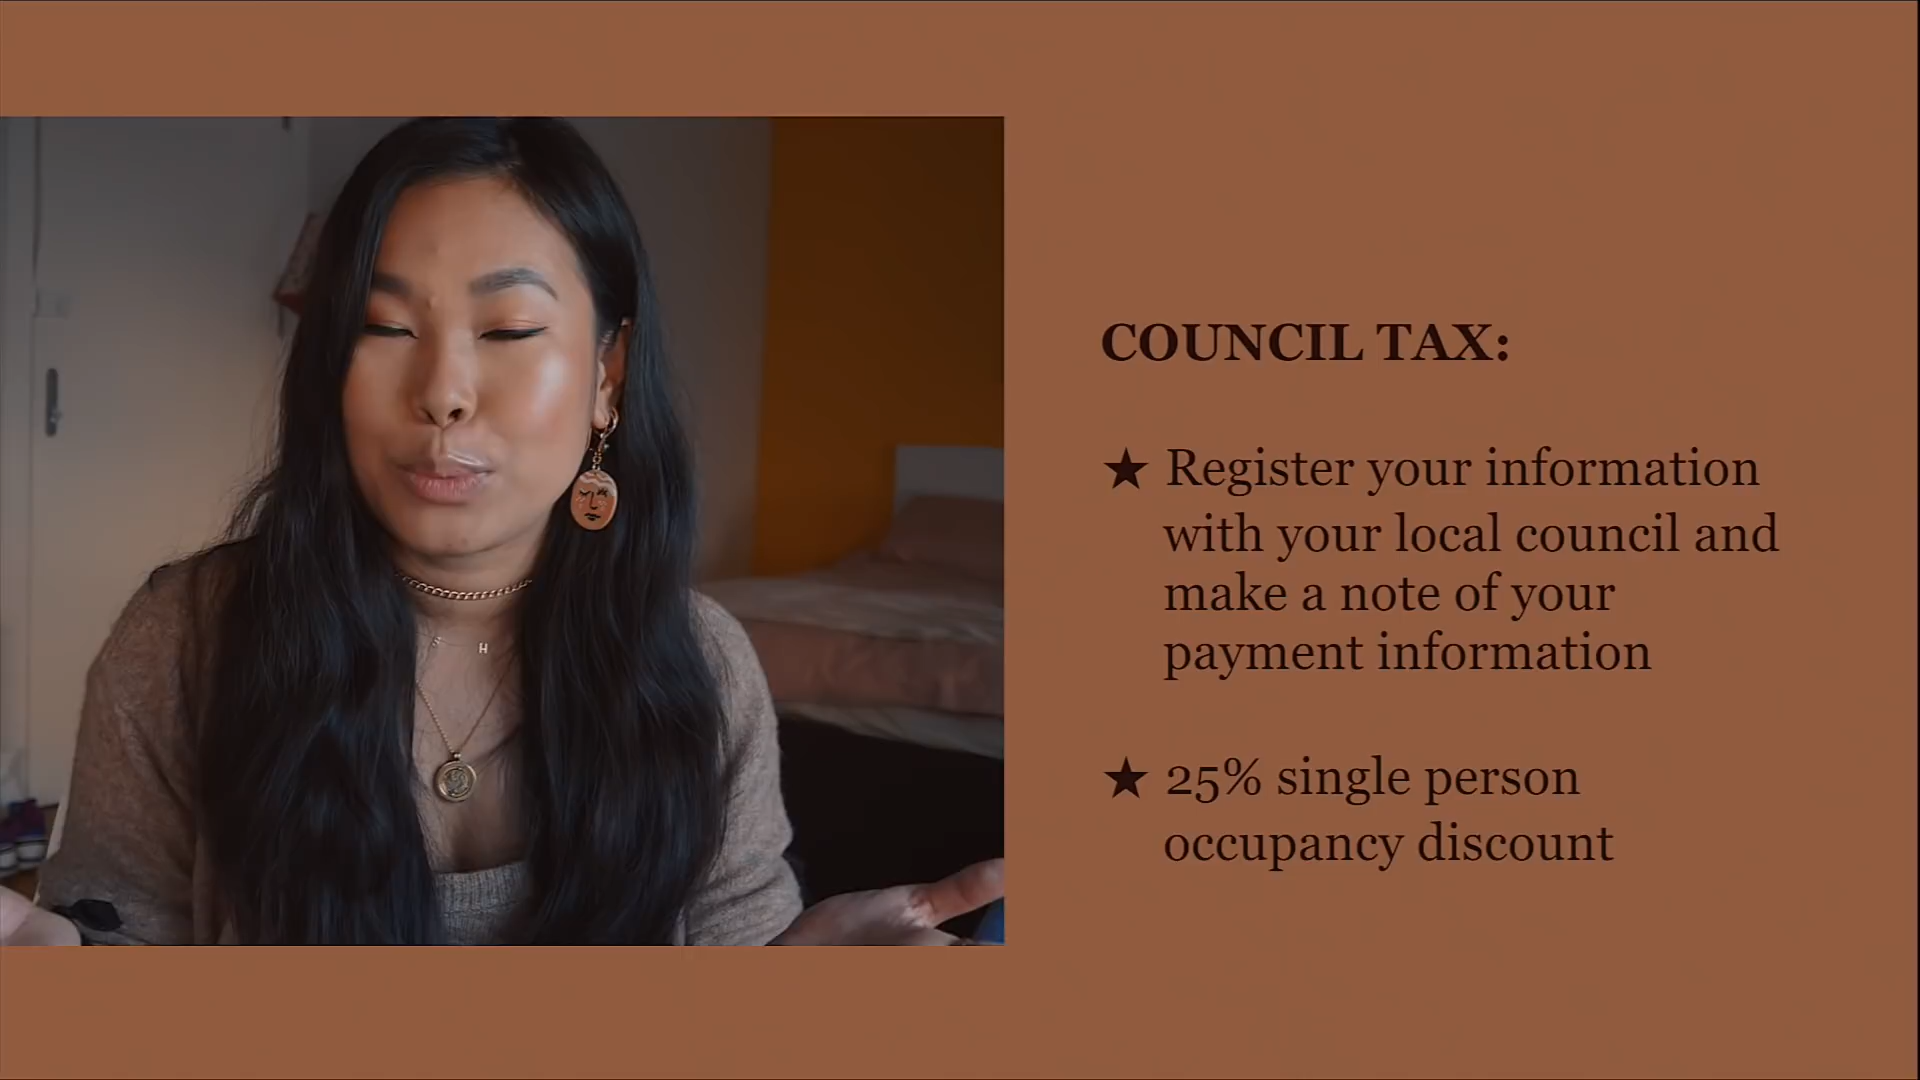 COUNCIL TAX:
★ Register your information
with your local council and
make a note of your
payment information
★ 25% single person
occupancy discount
H